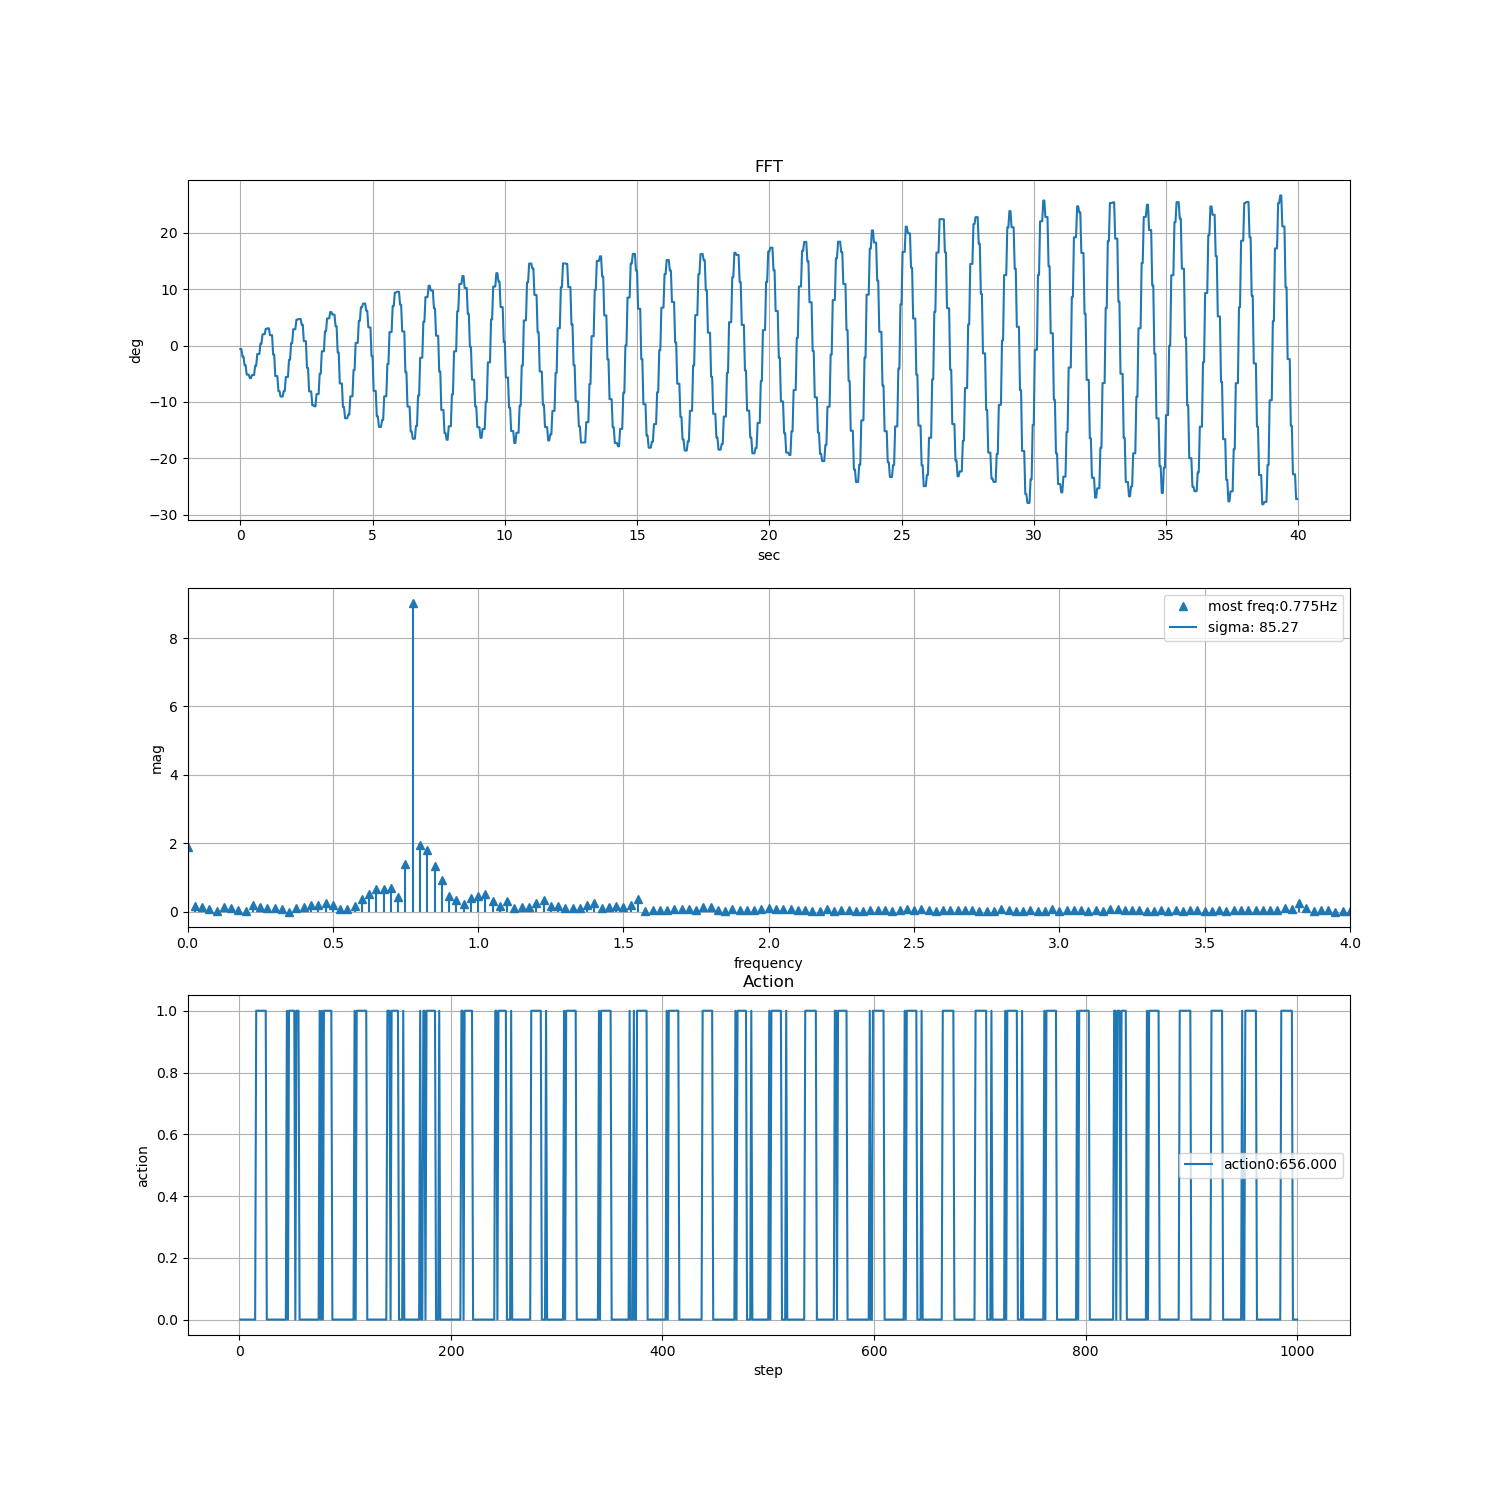 FFT
20
10
0
−10
−20
−30
deg
0 5 10 15 20 25 30 35 40
sec
most freq:0.775Hz
sigma: 85.27
8
6
4
2
0
mag
0.0 0.5 1.0 1.5 2.0 2.5 3.0 3.5 4.0
frequency
Action
1.0
0.8
0.6
0.4
0.2
0.0
action
action0:656.000
0 200 400 600 800 1000
step